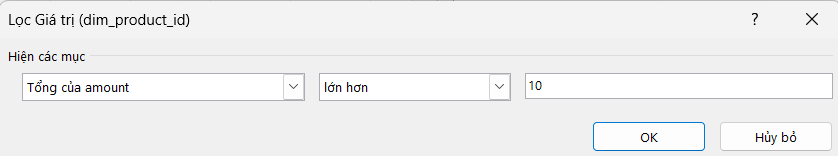 Lọc Giá trị (dim_product_id)
Hiện các mục
Tổng của amount lớn hơn 10
OK Hủy bỏ